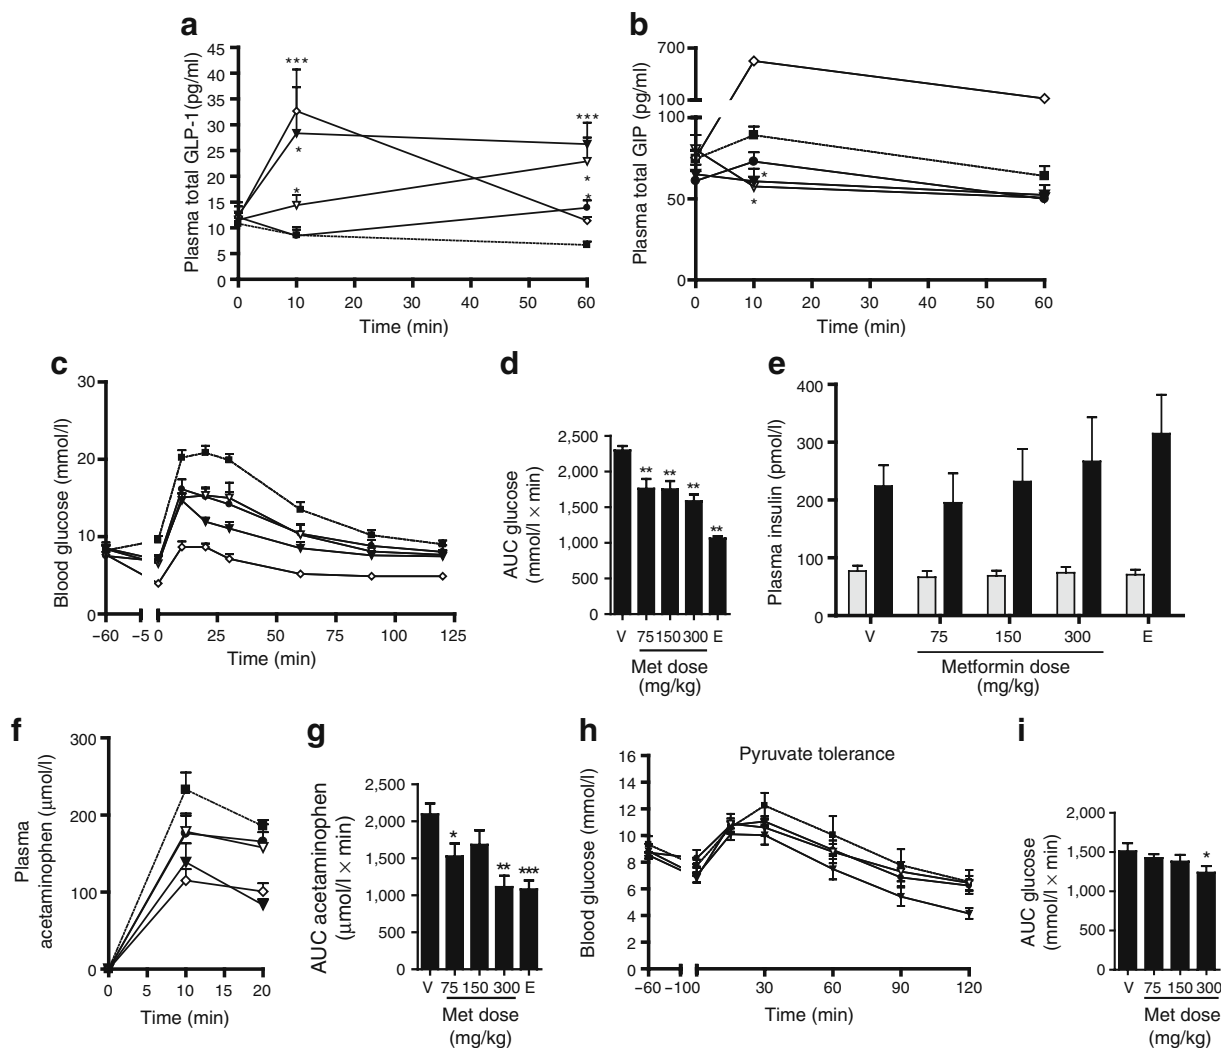 a
Plasma total GLP-1(pg/ml)
45
40
35
30
25
20
15
10
5
0
***
*
*
***
*
*
0 10 20 30 40 50 60
Time (min)
b
Plasma total GIP (pg/ml)
700
100
100
50
0
*
*
0 10 20 30 40 50 60
Time (min)
c
Blood glucose (mmol/l)
30
20
10
0
−60 −5 0 25 50 75 100 125
Time (min)
d
AUC glucose
(mmol/l × min)
2,500
2,000
1,500
1,000
500
0
** ** ** **
V 75 150 300 E
Met dose
(mg/kg)
e
Plasma insulin (pmol/l)
400
300
200
100
0
V 75 150 300 E
Metformin dose
(mg/kg)
f
Plasma
acetaminophen (μmol/l)
300
200
100
0
0 5 10 15 20
Time (min)
g
AUC acetaminophen
(μmol/l × min)
2,500
2,000
1,500
1,000
500
0
* ** ***
V 75 150 300 E
Met dose
(mg/kg)
h
Pyruvate tolerance
Blood glucose (mmol/l)
16
14
12
10
8
6
4
2
0
−60 −100 30 60 90 120
Time (min)
i
AUC glucose
(mmol/l × min)
2,000
1,500
1,000
500
0
*
V 75 150 300
Met dose
(mg/kg)